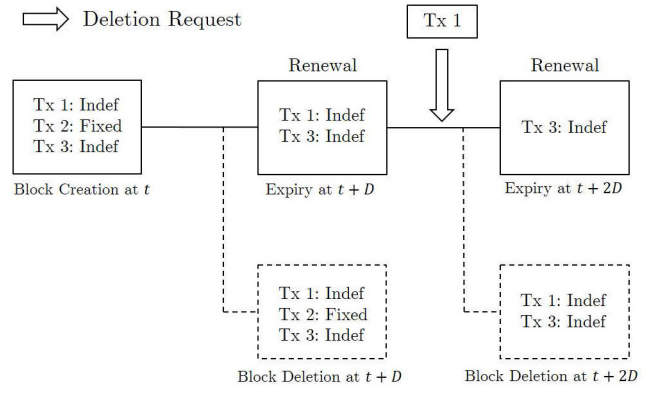 Deletion Request
Tx 1
Renewal
Renewal
Tx 1: Indef
Tx 2: Fixed
Tx 3: Indef
Tx 1: Indef
Tx 3: Indef
Tx 3: Indef
Block Creation at t
Expiry at t + D
Expiry at t + 2D
Tx 1: Indef
Tx 2: Fixed
Tx 3: Indef
Tx 1: Indef
Tx 3: Indef
Block Deletion at t + D
Block Deletion at t + 2D